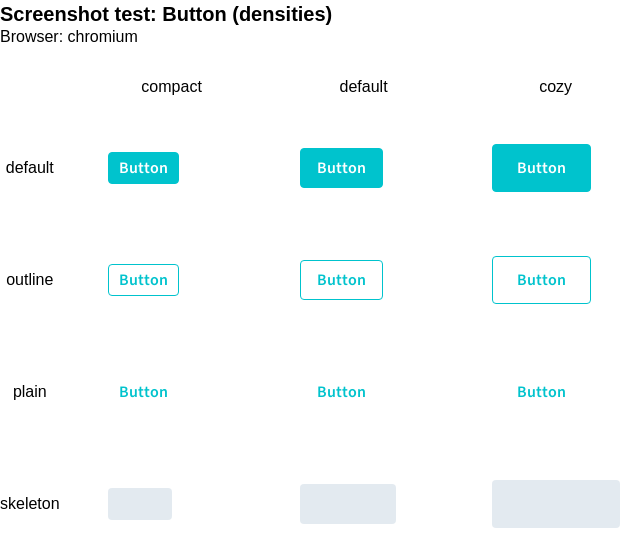 Screenshot test: Button (densities)
Browser: chromium
compact default cozy
default Button Button Button
outline Button Button Button
plain Button Button Button
skeleton